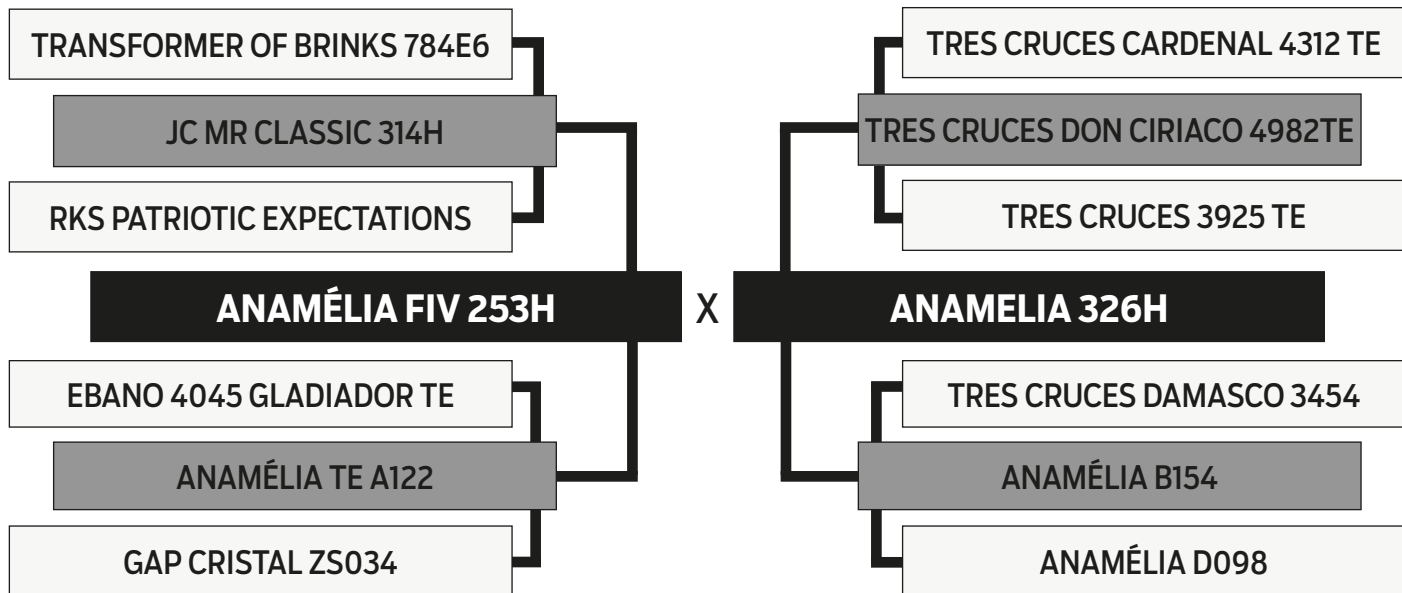 TRANSFORMER OF BRINKS 784E6
JC MR CLASSIC 314H
RKS PATRIOTIC EXPECTATIONS
TRES CRUCES CARDENAL 4312 TE
TRES CRUCES DON CIRIACO 4982TE
TRES CRUCES 3925 TE
ANAMÉLIA FIV 253H X ANAMELIA 326H
EBANO 4045 GLADIADOR TE
ANAMÉLIA TE A122
GAP CRISTAL ZS034
TRES CRUCES DAMASCO 3454
ANAMÉLIA B154
ANAMÉLIA D098